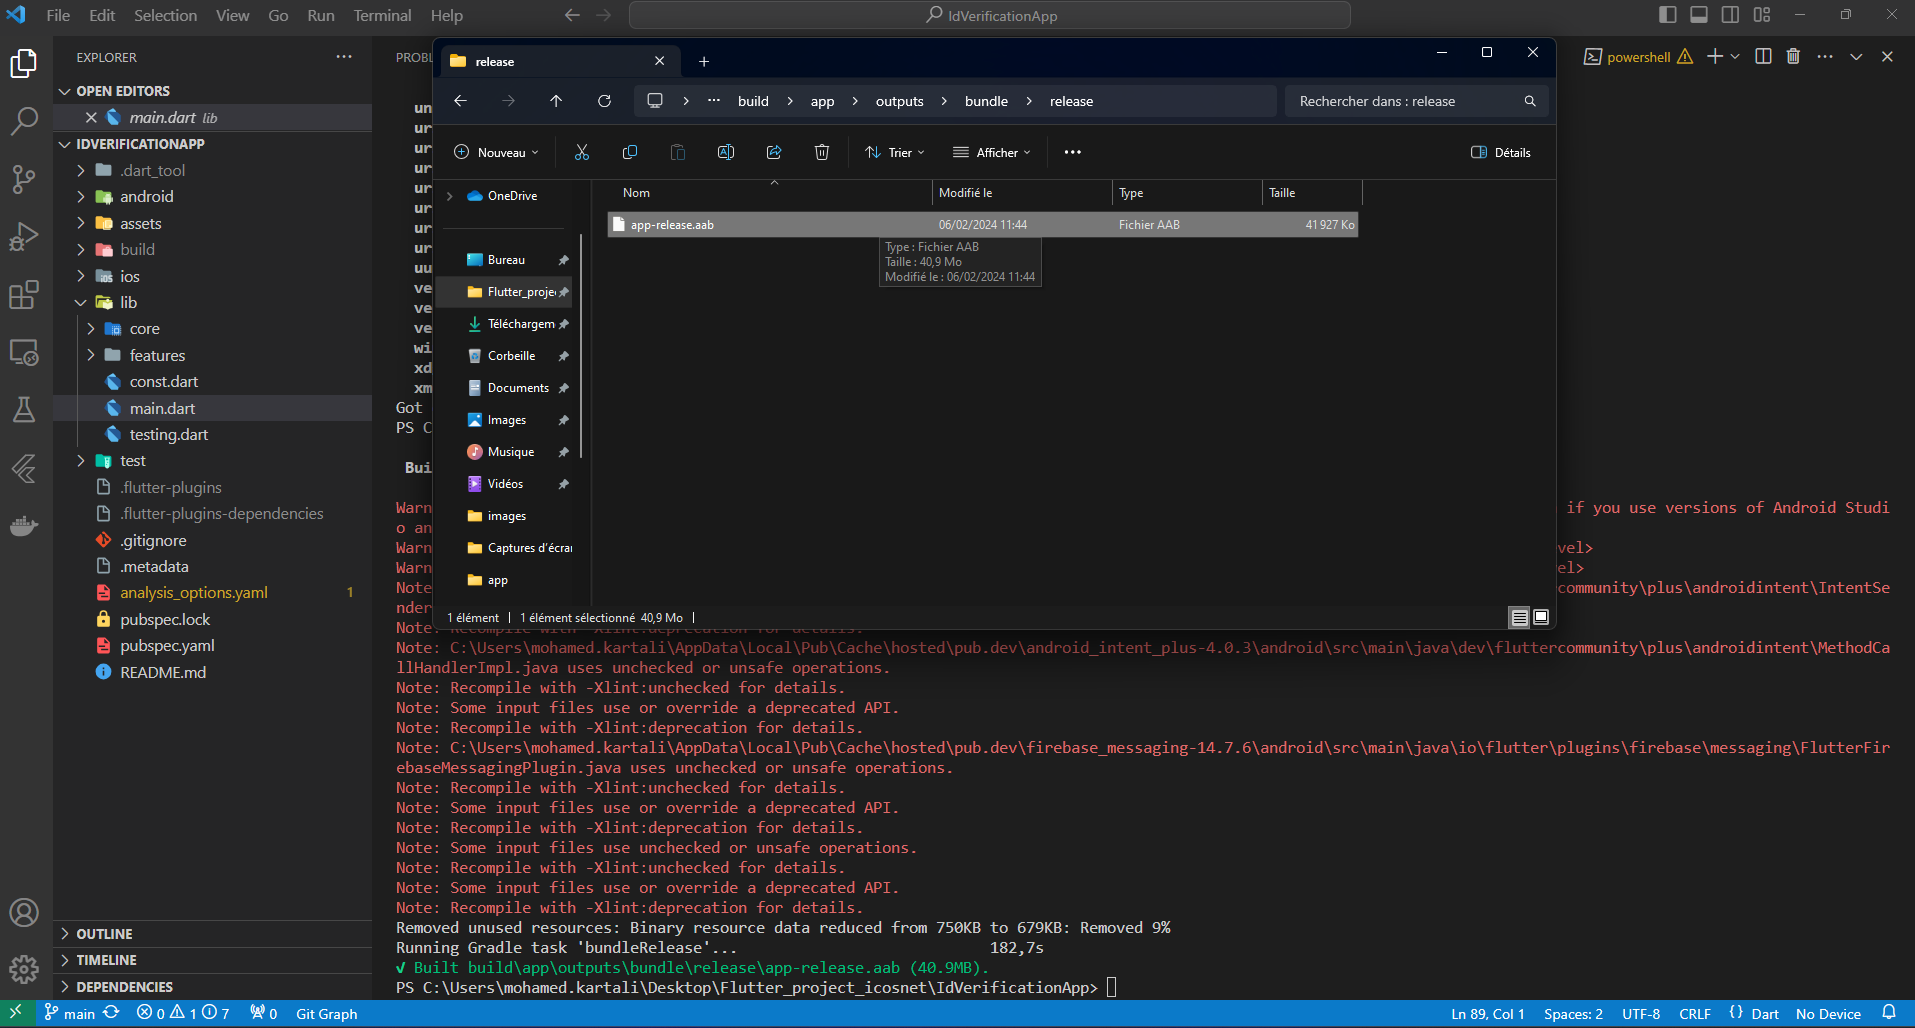 File Edit Selection View Go Run Terminal Help
IdVerificationApp
EXPLORER
OPEN EDITORS
main.dart lib
IDVERIFICATIONAPP
.dart_tool
android
assets
build
ios
lib
core
features
const.dart
main.dart
testing.dart
test
.flutter-plugins
.flutter-plugins-dependencies
.gitignore
.metadata
analysis_options.yaml 1
pubspec.lock
pubspec.yaml
README.md
OUTLINE
TIMELINE
DEPENDENCIES
PROBL
powershell
release
build app outputs bundle release
Rechercher dans : release
Nouveau
Trier
Afficher
Détails
OneDrive
Bureau
Flutter_projec
Téléchargem
Corbeille
Documents
Images
Musique
Vidéos
images
Captures d'écran
app
Nom Modifié le Type Taille
app-release.aab 06/02/2024 11:44 Fichier AAB 41 927 Ko
Type : Fichier AAB
Taille : 40,9 Mo
Modifié le : 06/02/2024 11:44
1 élément 1 élément sélectionné 40,9 Mo
un
ur
ur
ur
ur
ur
ur
ur
uu
ve
ve
ve
wi
xd
xm
Got
PS C
Bui
Warn if you use versions of Android Studi
o an
Warn vel>
Warn el>
Note community\plus\androidintent\IntentSe
nder
Note: Recompile with -Xlint:deprecation for details.
Note: C:\Users\mohamed.kartali\AppData\Local\Pub\Cache\hosted\pub.dev\android_intent_plus-4.0.3\android\src\main\java\dev\fluttercommunity\plus\androidintent\MethodCa
llHandlerImpl.java uses unchecked or unsafe operations.
Note: Recompile with -Xlint:unchecked for details.
Note: Some input files use or override a deprecated API.
Note: Recompile with -Xlint:deprecation for details.
Note: C:\Users\mohamed.kartali\AppData\Local\Pub\Cache\hosted\pub.dev\firebase_messaging-14.7.6\android\src\main\java\io\flutter\plugins\firebase\messaging\FlutterFir
ebaseMessagingPlugin.java uses unchecked or unsafe operations.
Note: Recompile with -Xlint:unchecked for details.
Note: Some input files use or override a deprecated API.
Note: Recompile with -Xlint:deprecation for details.
Note: Some input files use unchecked or unsafe operations.
Note: Recompile with -Xlint:unchecked for details.
Note: Some input files use or override a deprecated API.
Note: Recompile with -Xlint:deprecation for details.
Removed unused resources: Binary resource data reduced from 750KB to 679KB: Removed 9%
Running Gradle task 'bundleRelease'... 182,7s
√ Built build\app\outputs\bundle\release\app-release.aab (40.9MB).
PS C:\Users\mohamed.kartali\Desktop\Flutter_project_icosnet\IdVerificationApp>
main 0 1 7 0 Git Graph Ln 89, Col 1 Spaces: 2 UTF-8 CRLF {} Dart No Device